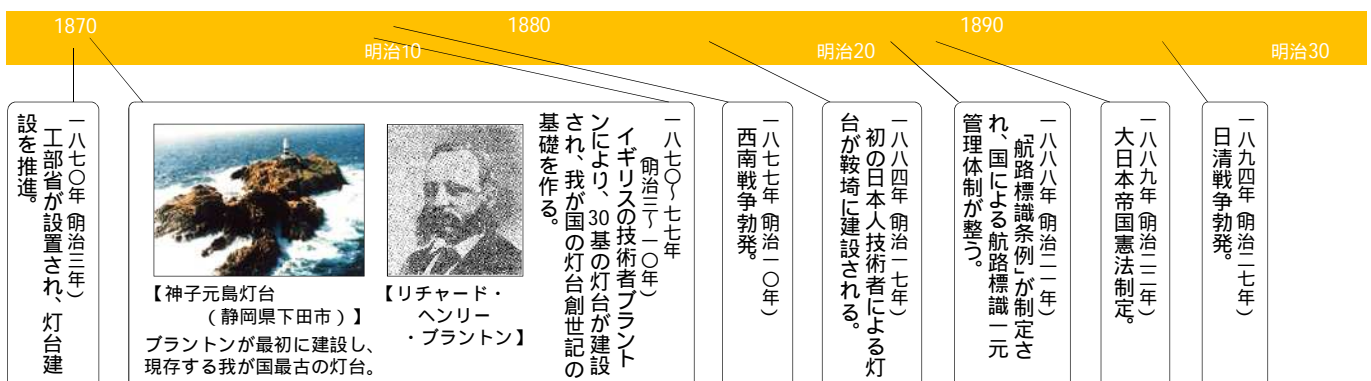 1870
1880
1890
明治10
明治20
明治30
一八七〇年（明治三年）
工部省が設置され、灯台建
設を推進。
一八七〇～七七年
（明治三～一〇年）
イギリスの技術者ブラント
ンにより、30基の灯台が建設
され、我が国の灯台創世記の
基礎を作る。
【神子元島灯台
（静岡県下田市）】
ブラントンが最初に建設し、
現存する我が国最古の灯台。
【リチャード・
ヘンリー
・ブラントン】
一八七七年（明治一〇年）
西南戦争勃発。
一八八四年（明治一七年）
初の日本人技術者による灯
台が鞍埼に建設される。
一八八八年（明治二一年）
「航路標識条例」が制定さ
れ、国による航路標識一元
管理体制が整う。
一八八九年（明治二二年）
大日本帝国憲法制定。
一八九四年（明治二七年）
日清戦争勃発。